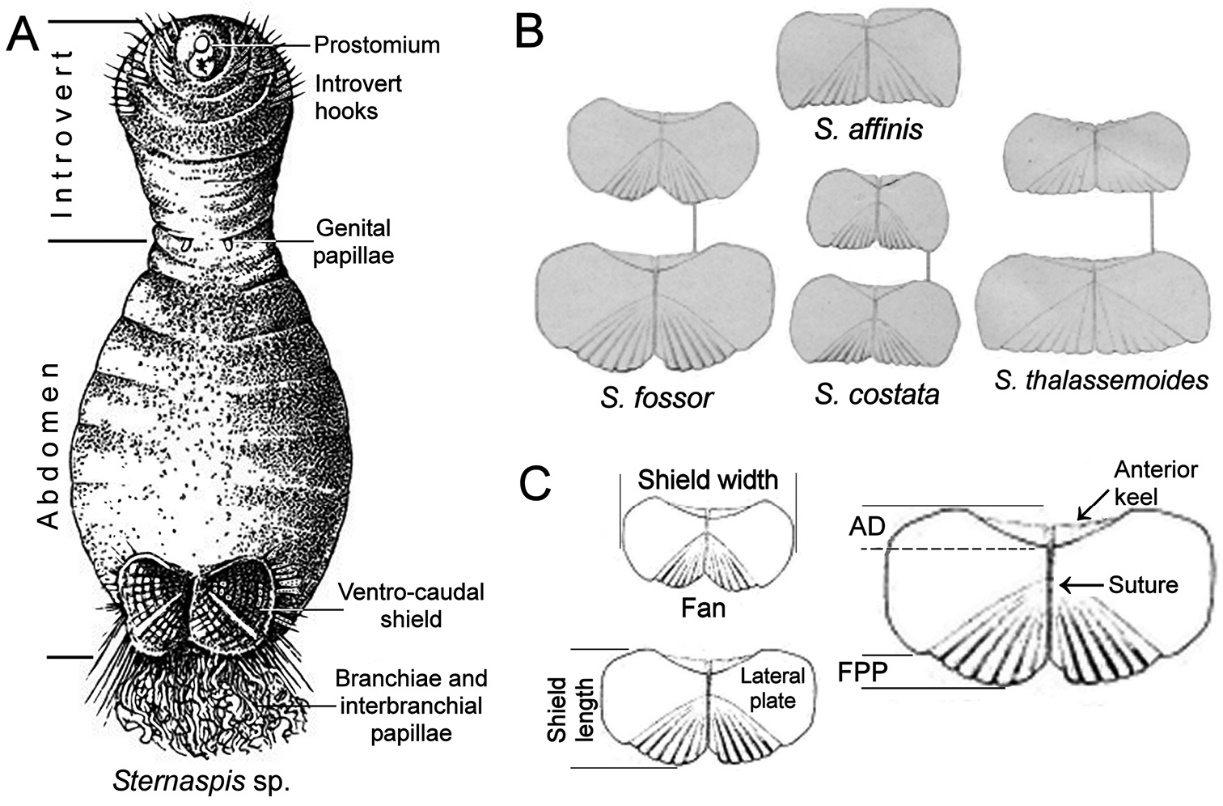 A
Introvert
Prostomium
Introvert
hooks
Genital
papillae
Abdomen
Ventro-caudal
shield
Branchiae and
interbranchial
papillae
Sternaspis sp.
B
S. affinis
S. fossor
S. costata
S. thalassemoides
C
Shield width
Fan
Shield
length
Lateral
plate
Anterior
keel
AD
Suture
FPP